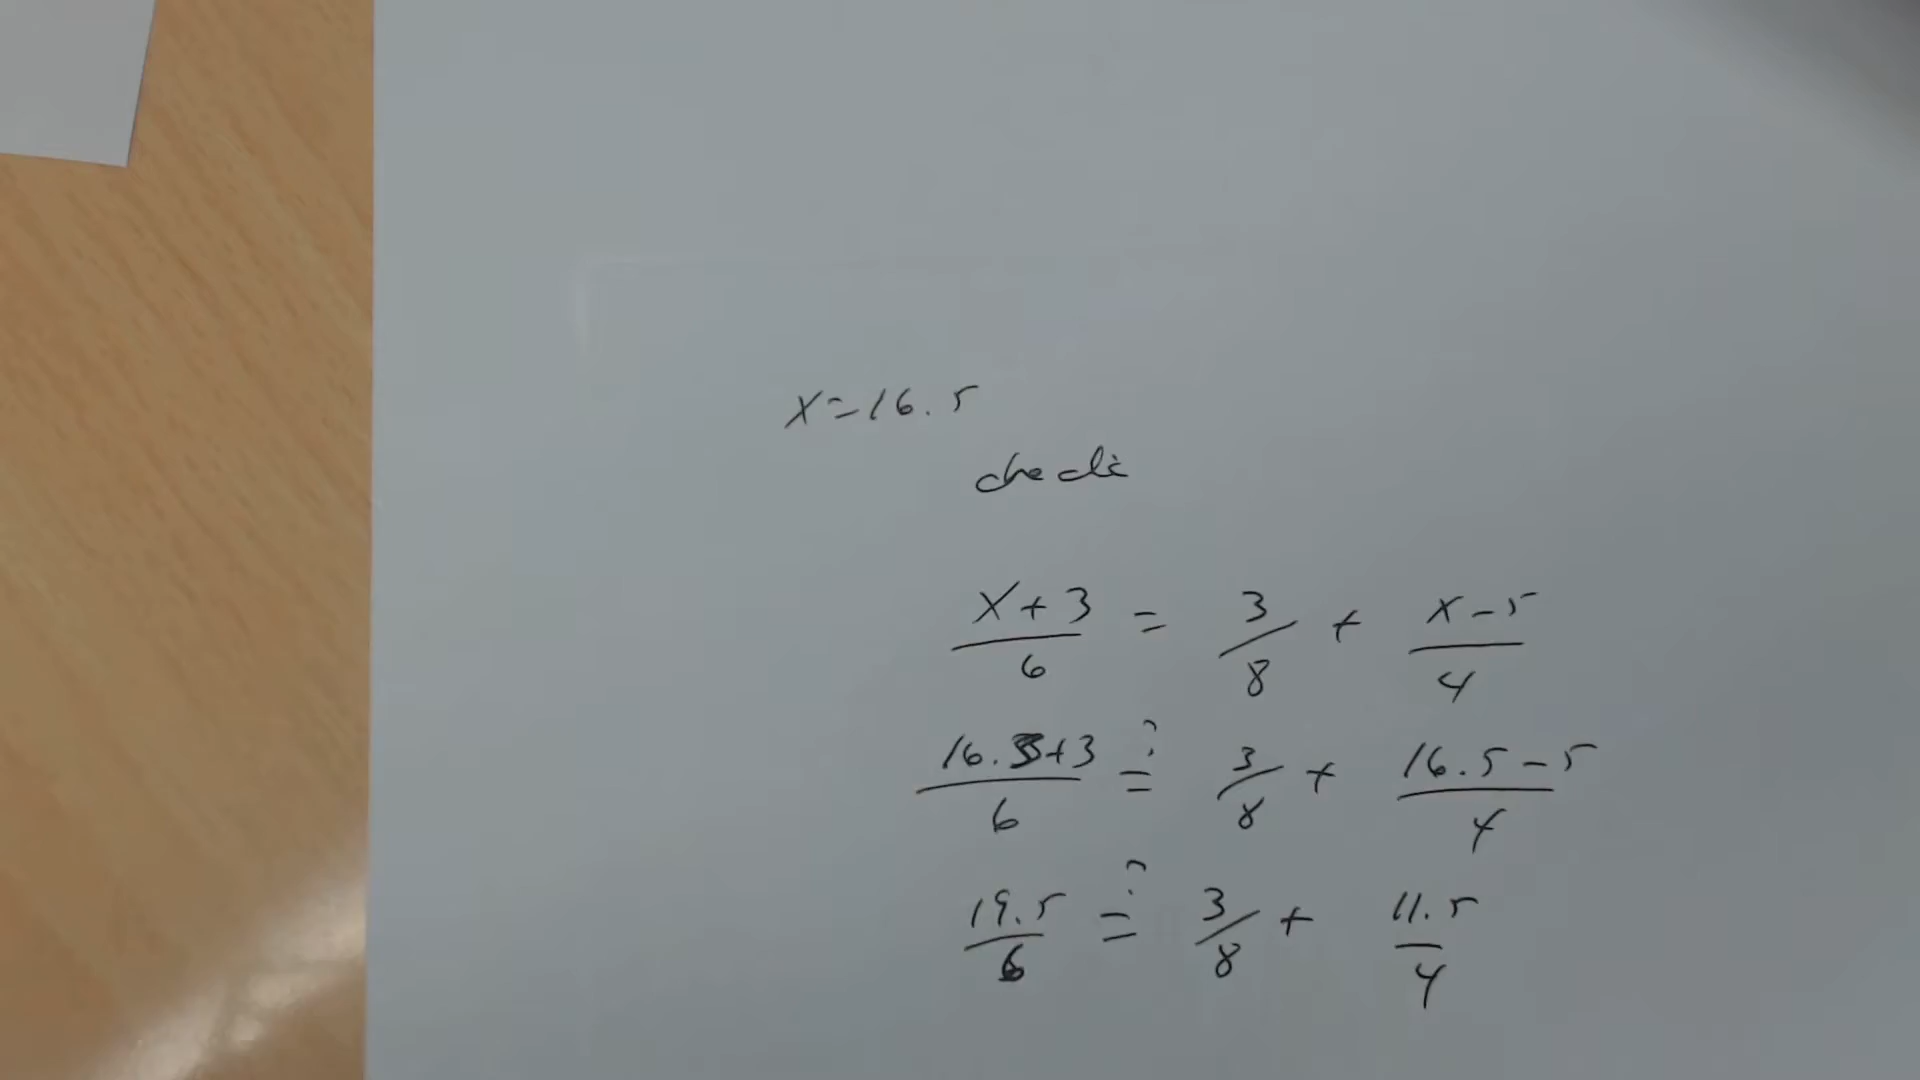 x = 16.5
check
x + 3 / 6 = 3/8 + x - 5 / 4
16.5 + 3 / 6 ≟ 3/8 + 16.5 - 5 / 4
19.5 / 6 ≟ 3/8 + 11.5 / 4